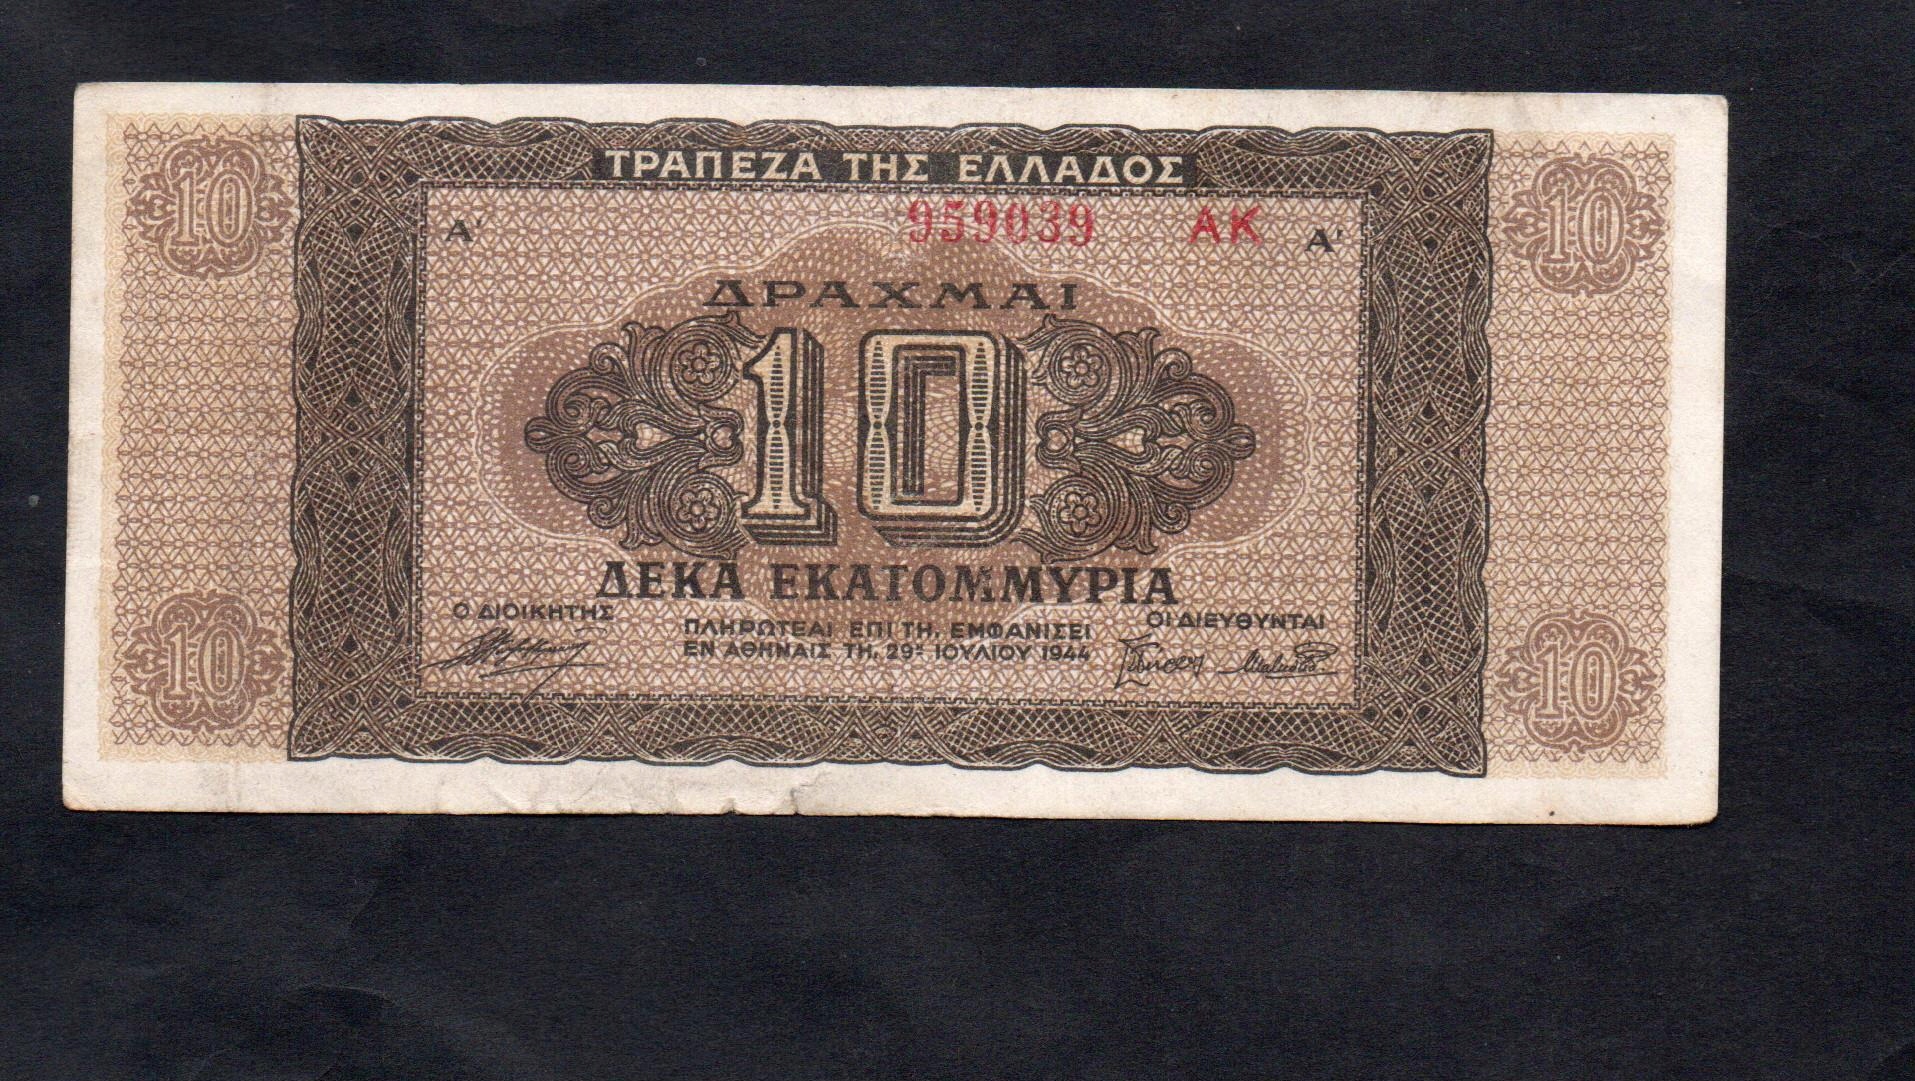 ΤΡΑΠΕΖΑ ΤΗΣ ΕΛΛΑΔΟΣ
10 10
Α' 959039 ΑΚ Α'
ΔΡΑΧΜΑΙ
10
ΔΕΚΑ ΕΚΑΤΟΜΜΥΡΙΑ
Ο ΔΙΟΙΚΗΤΗΣ ΟΙ ΔΙΕΥΘΥΝΤΑΙ
ΠΛΗΡΩΤΕΑΙ ΕΠΙ ΤΗ, ΕΜΦΑΝΙΣΕΙ
ΕΝ ΑΘΗΝΑΙΣ ΤΗ, 29ῃ ΙΟΥΛΙΟΥ 1944
10 10